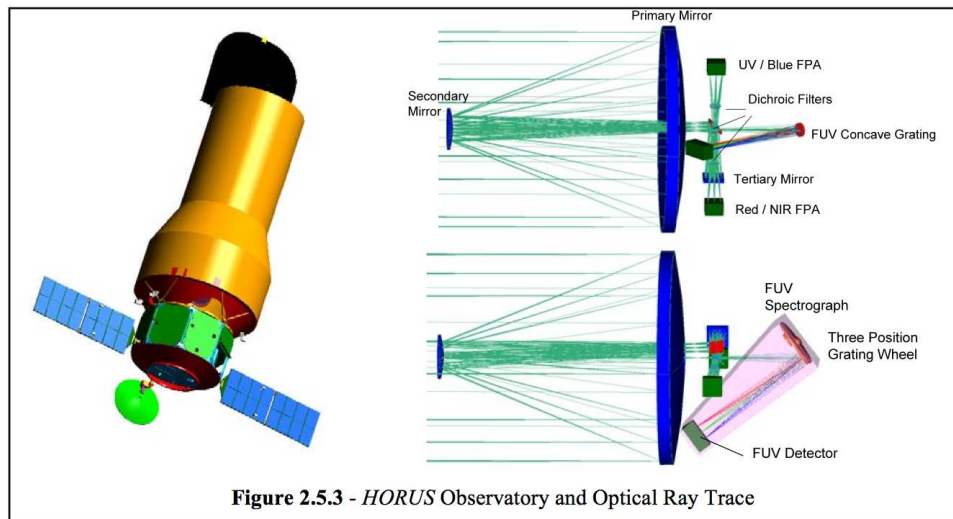 Primary Mirror
UV / Blue FPA
Secondary
Mirror
Dichroic Filters
FUV Concave Grating
Tertiary Mirror
Red / NIR FPA
FUV
Spectrograph
Three Position
Grating Wheel
FUV Detector
Figure 2.5.3 - HORUS Observatory and Optical Ray Trace